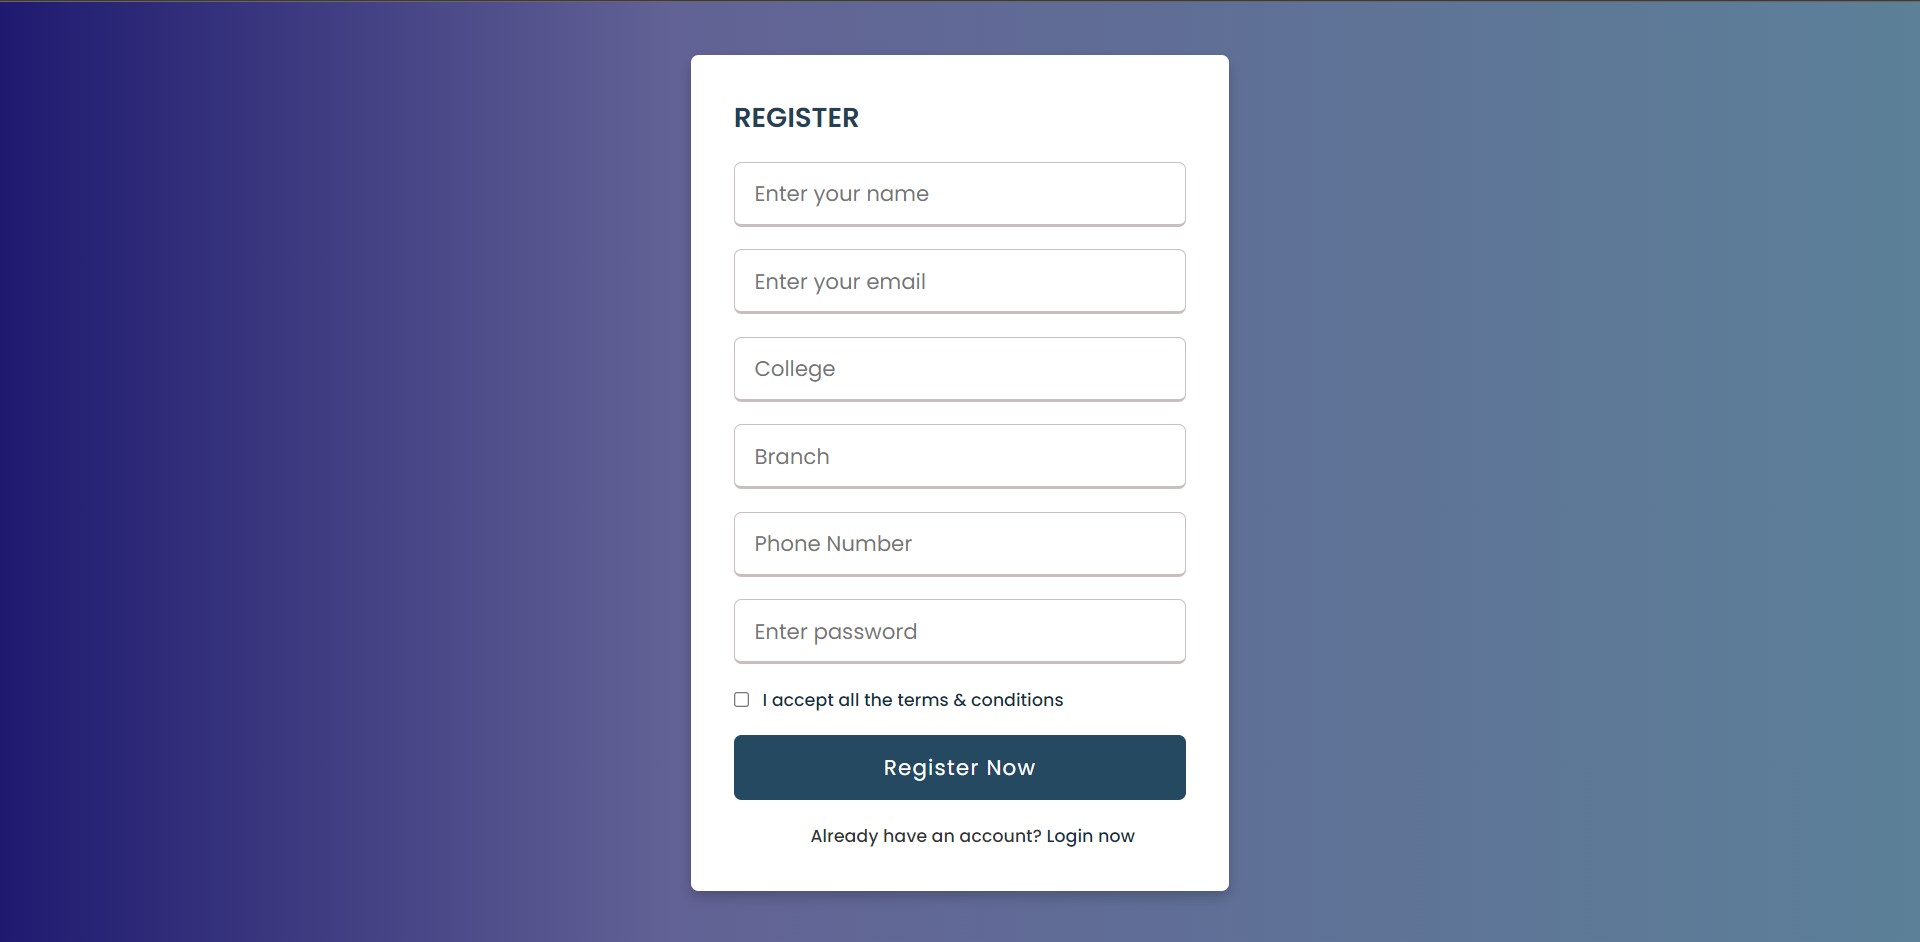 REGISTER
Enter your name
Enter your email
College
Branch
Phone Number
Enter password
I accept all the terms & conditions
Register Now
Already have an account? Login now